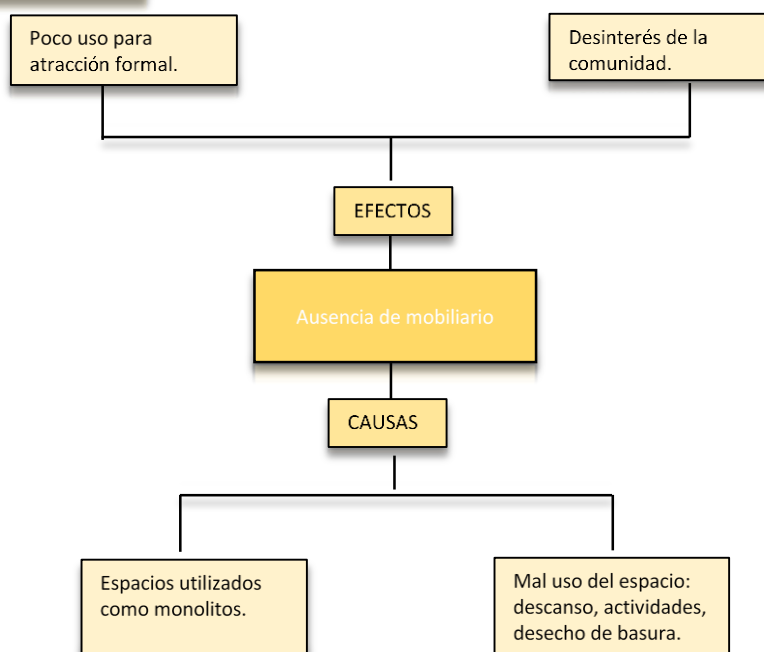 Poco uso para
atracción formal.
Desinterés de la
comunidad.
EFECTOS
Ausencia de mobiliario
CAUSAS
Espacios utilizados
como monolitos.
Mal uso del espacio:
descanso, actividades,
desecho de basura.